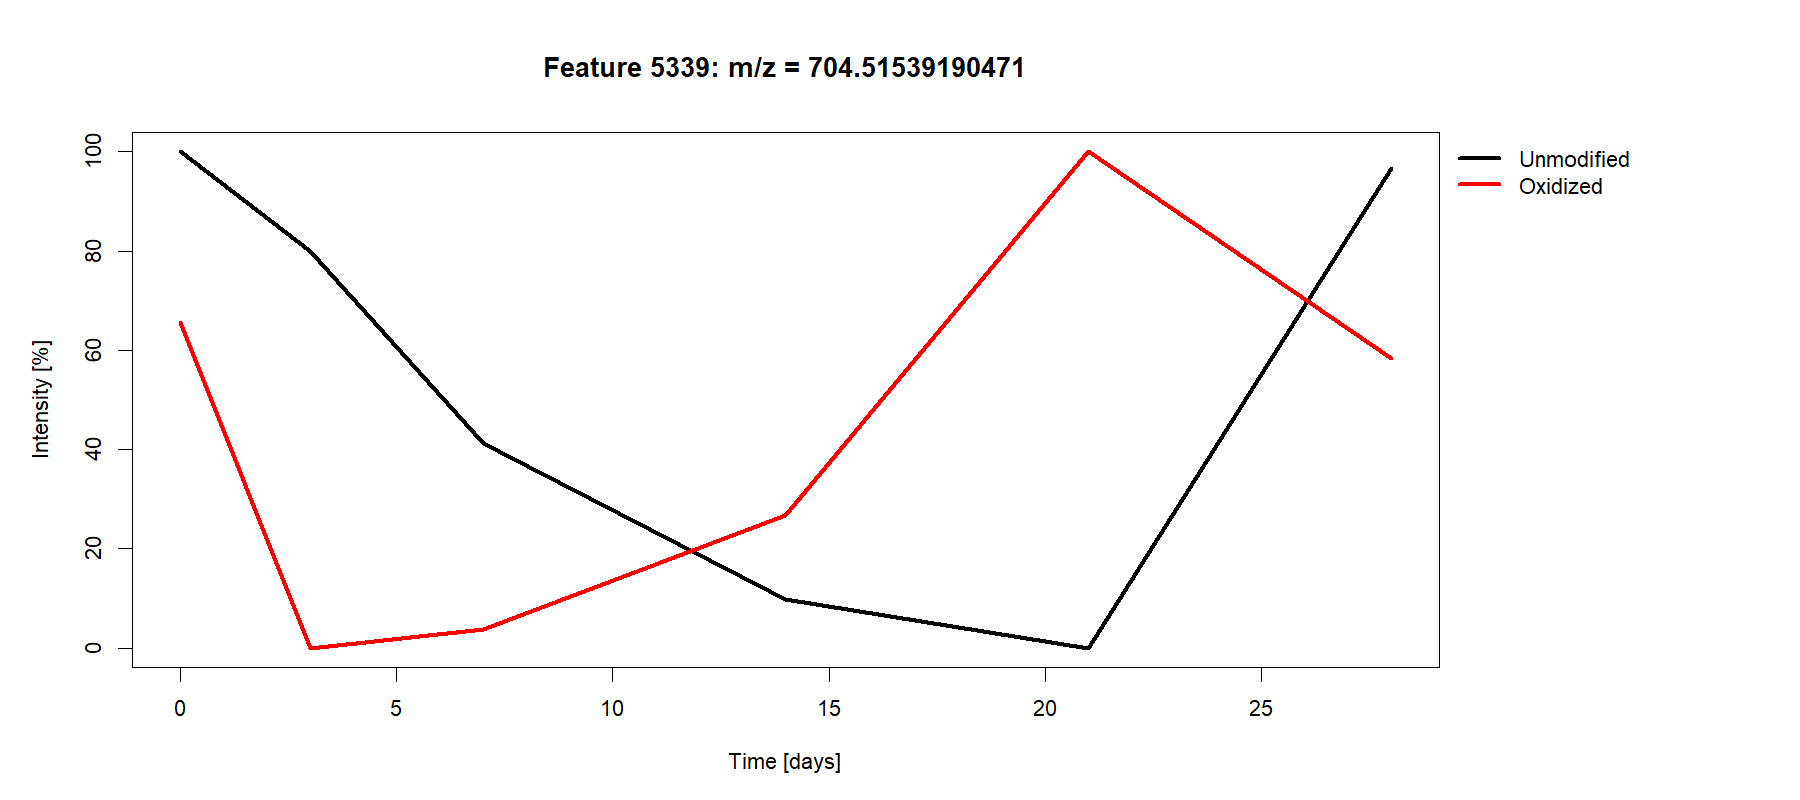 Feature 5339: m/z = 704.51539190471
Unmodified
Oxidized
Intensity [%]
100
80
60
40
20
0
0 5 10 15 20 25
Time [days]